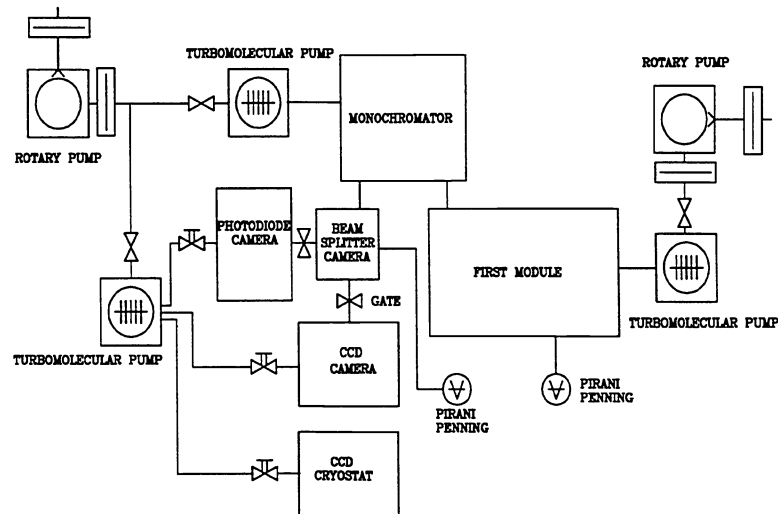 TURBOMOLECULAR PUMP
ROTARY PUMP
MONOCHROMATOR
ROTARY PUMP
PHOTODIODE
CAMERA
BEAM
SPLITTER
CAMERA
FIRST MODULE
GATE
TURBOMOLECULAR PUMP
TURBOMOLECULAR PUMP
CCD
CAMERA
PIRANI
PENNING
PIRANI
PENNING
CCD
CRYOSTAT